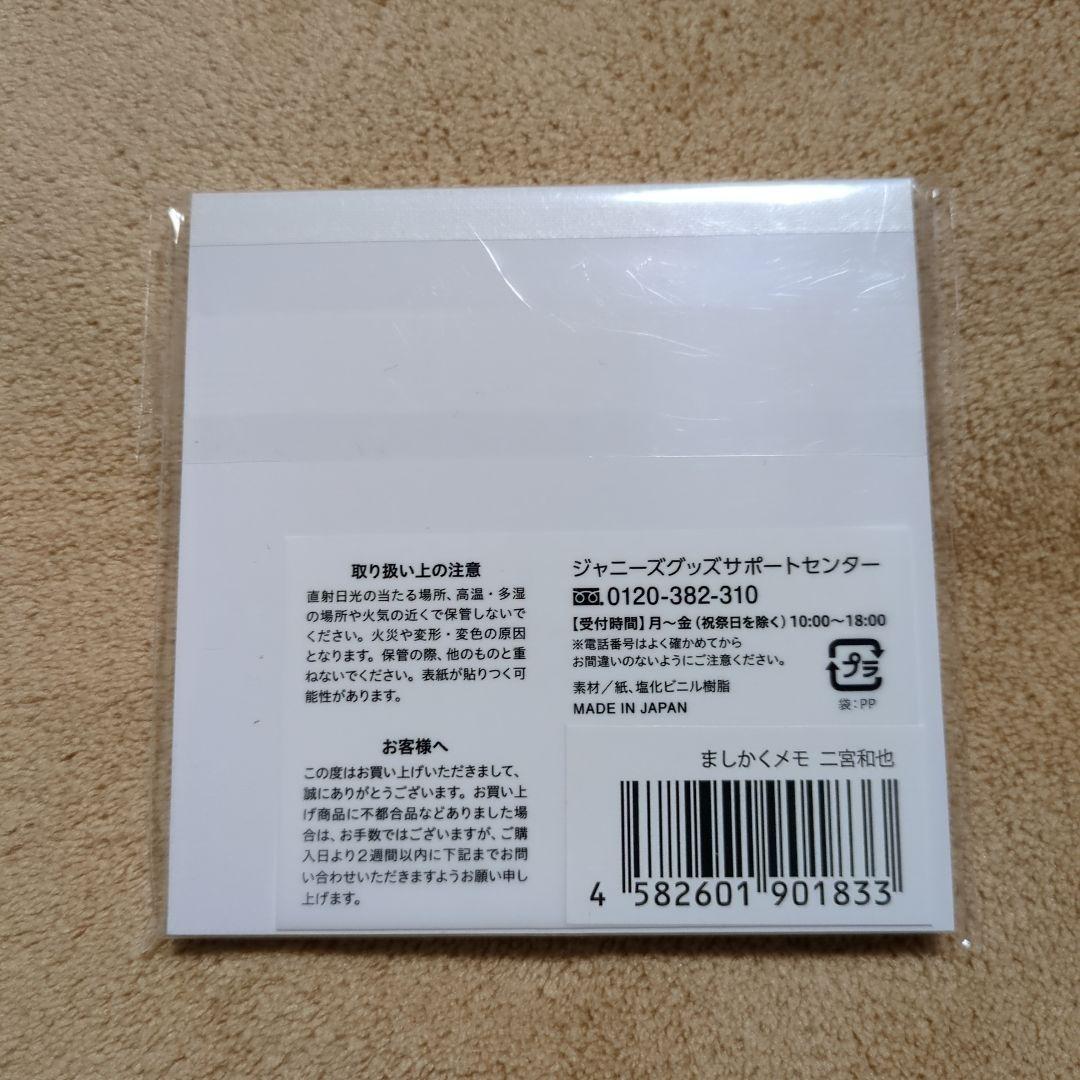 取り扱い上の注意
直射日光の当たる場所、高温・多湿
の場所や火気の近くで保管しないで
ください。火災や変形・変色の原因
となります。保管の際、他のものと重
ねないでください。表紙が貼りつく可
能性があります。
お客様へ
この度はお買い上げいただきまして、
誠にありがとうございます。お買い上
げ商品に不都合品などありました場
合は、お手数ではございますが、ご購
入日より2週間以内に下記までお問
い合わせいただきますようお願い申し
上げます。
ジャニーズグッズサポートセンター
0120-382-310
【受付時間】月〜金(祝祭日を除く)10:00〜18:00
※電話番号はよく確かめてから
お間違いのないようにご注意ください。
素材/紙、塩化ビニル樹脂
MADE IN JAPAN
プラ
袋:PP
ましかくメモ 二宮和也
4 582601 901833